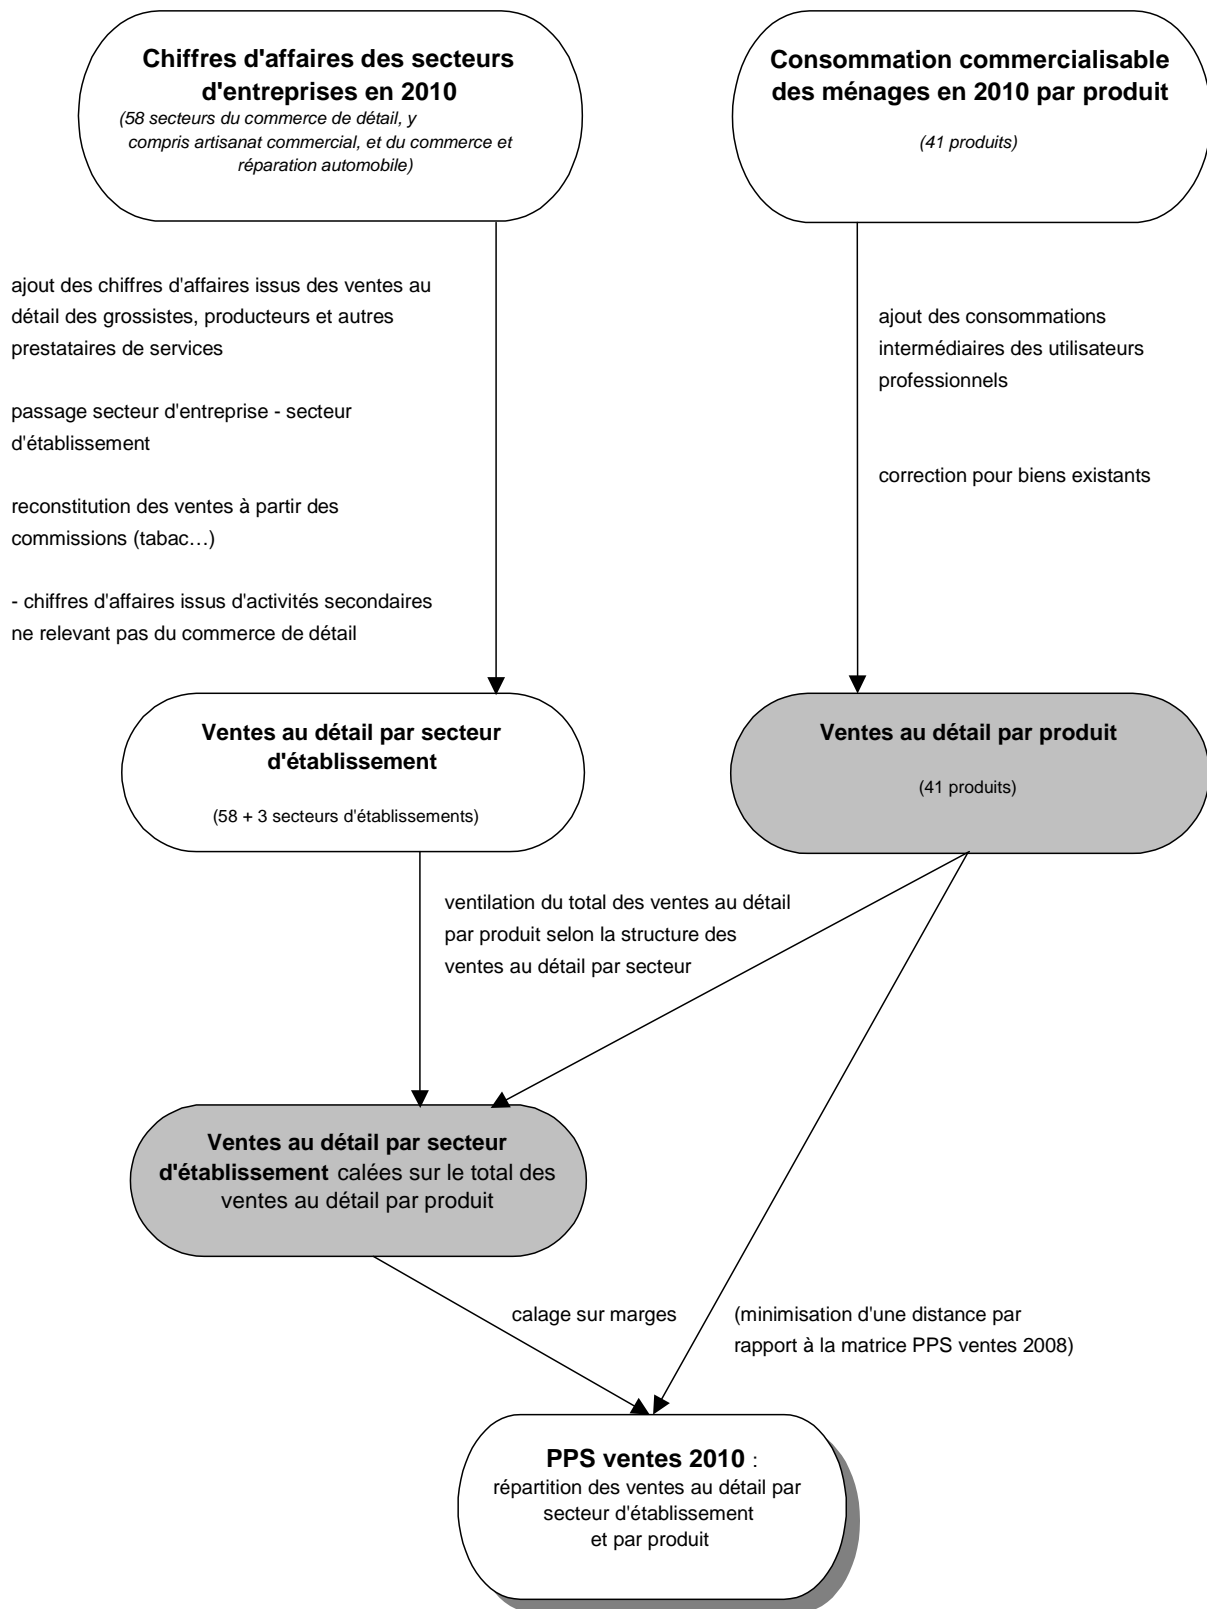 Chiffres d'affaires des secteurs
d'entreprises en 2010
(58 secteurs du commerce de détail, y
compris artisanat commercial, et du commerce et
réparation automobile)
Consommation commercialisable
des ménages en 2010 par produit
(41 produits)
ajout des chiffres d'affaires issus des ventes au
détail des grossistes, producteurs et autres
prestataires de services
passage secteur d'entreprise - secteur
d'établissement
reconstitution des ventes à partir des
commissions (tabac…)
- chiffres d'affaires issus d'activités secondaires
ne relevant pas du commerce de détail
ajout des consommations
intermédiaires des utilisateurs
professionnels
correction pour biens existants
Ventes au détail par secteur
d'établissement
(58 + 3 secteurs d'établissements)
Ventes au détail par produit
(41 produits)
ventilation du total des ventes au détail
par produit selon la structure des
ventes au détail par secteur
Ventes au détail par secteur
d'établissement calées sur le total des
ventes au détail par produit
calage sur marges
(minimisation d'une distance par
rapport à la matrice PPS ventes 2008)
PPS ventes 2010 :
répartition des ventes au détail par
secteur d'établissement
et par produit